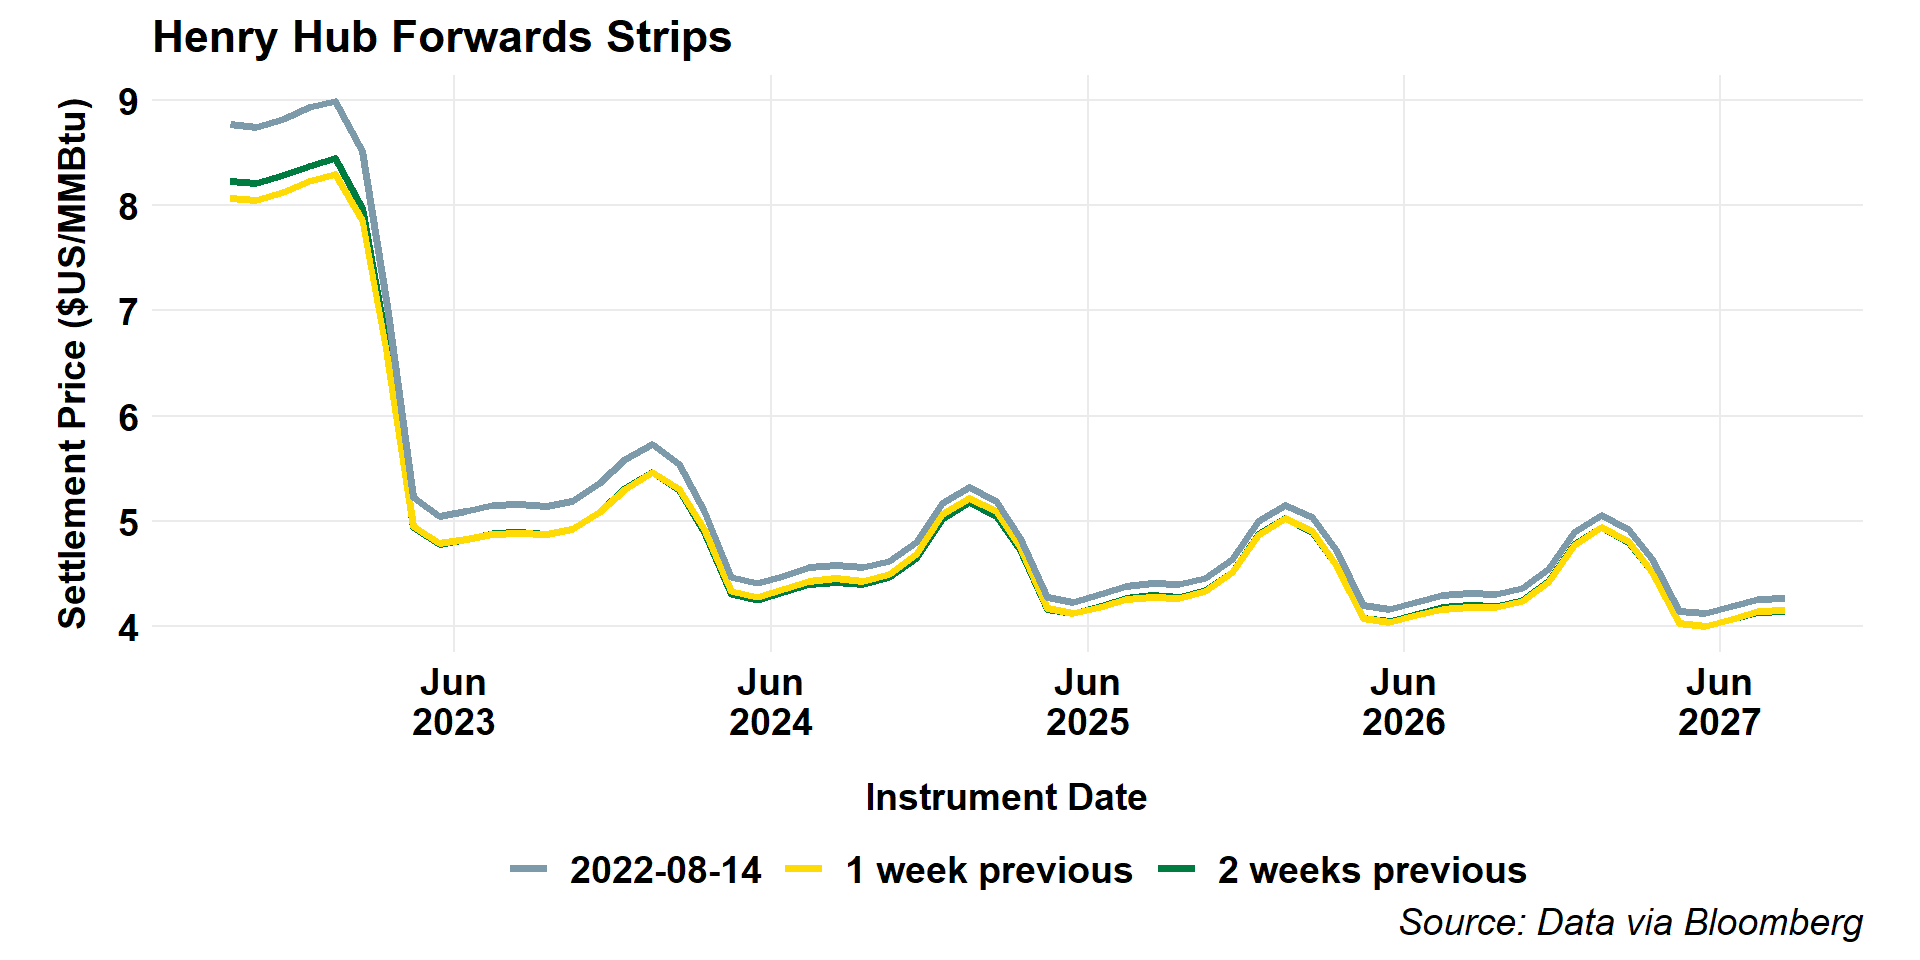 Henry Hub Forwards Strips
Settlement Price ($US/MMBtu)
9
8
7
6
5
4
Jun
2023
Jun
2024
Jun
2025
Jun
2026
Jun
2027
Instrument Date
2022-08-14
1 week previous
2 weeks previous
Source: Data via Bloomberg